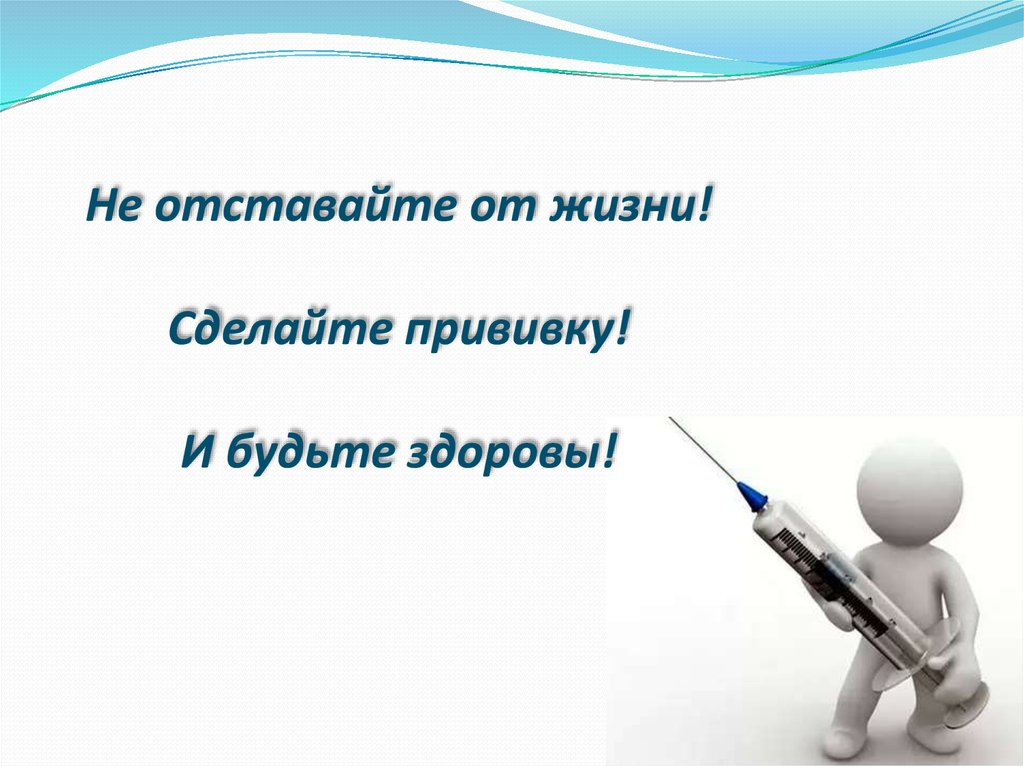 Не отставайте от жизни!
Сделайте прививку!
И будьте здоровы!